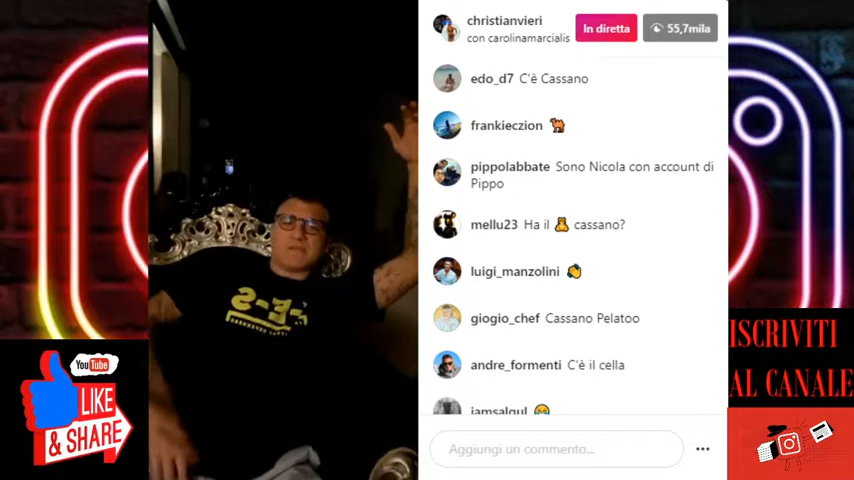 christianvieri
con carolinamarcialis
In diretta
55,7mila
edo_d7 C'è Cassano
frankieczion
pippolabbate Sono Nicola con account di
Pippo
mellu23 Ha il cassano?
luigi_manzolini
giogio_chef Cassano Pelatoo
andre_formenti C'è il cella
iamsalgul
Aggiungi un commento...
YouTube
LIKE
& SHARE
ISCRIVITI
AL CANALE